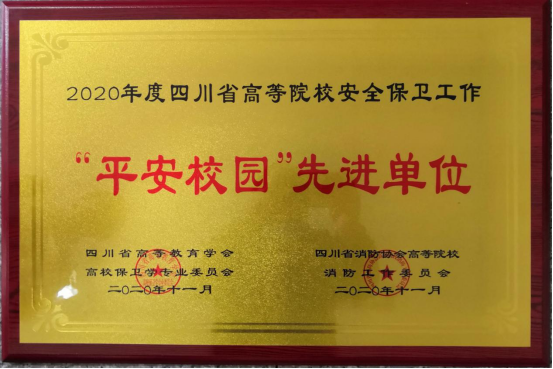 2020年度四川省高等院校安全保卫工作
“平安校园”先进单位
四川省高等教育学会
高校保卫学专业委员会
二〇二〇年十一月
四川省消防协会高等院校
消防工作委员会
二〇二〇年十一月